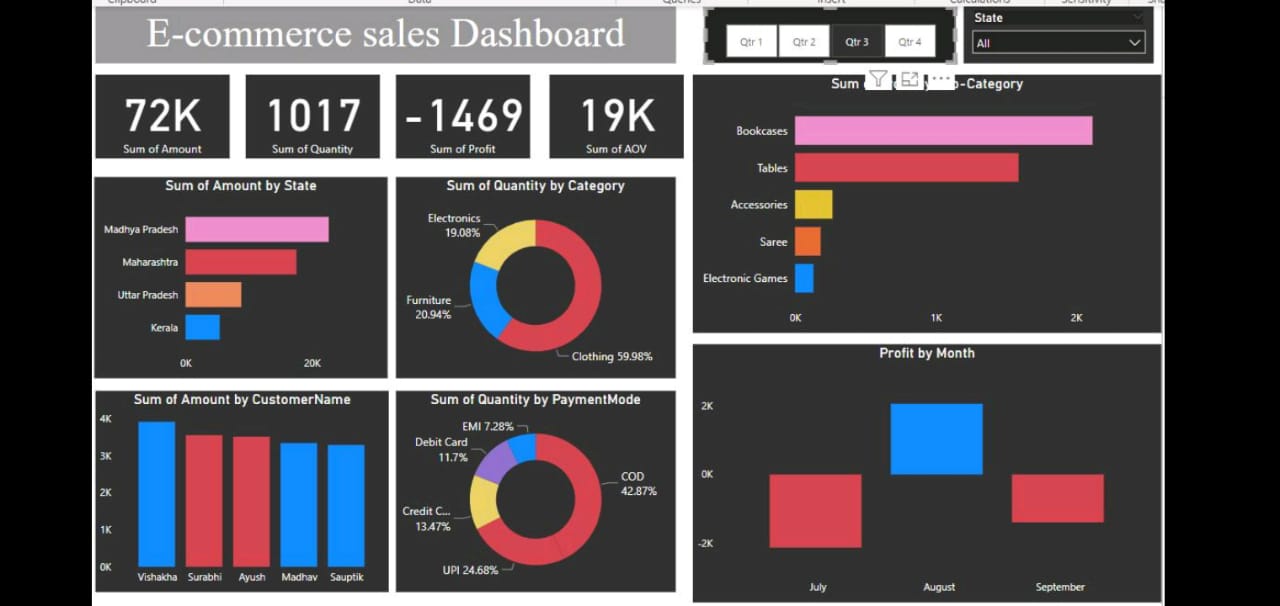 Clipboard
Data
Queries
Insert
Calculations
Sensitivity
E-commerce sales Dashboard
Qtr 1
Qtr 2
Qtr 3
Qtr 4
State
All
72K
Sum of Amount
1017
Sum of Quantity
-1469
Sum of Profit
19K
Sum of AOV
Sum of Amount by State
Madhya Pradesh
Maharashtra
Uttar Pradesh
Kerala
0K
20K
Sum of Quantity by Category
Electronics
19.08%
Furniture
20.94%
Clothing 59.98%
Sum
-Category
Bookcases
Tables
Accessories
Saree
Electronic Games
0K
1K
2K
Sum of Amount by CustomerName
4K
3K
2K
1K
0K
Vishakha
Surabhi
Ayush
Madhav
Sauptik
Sum of Quantity by PaymentMode
EMI 7.28%
Debit Card
11.7%
Credit C...
13.47%
UPI 24.68%
COD
42.87%
Profit by Month
2K
0K
-2K
July
August
September